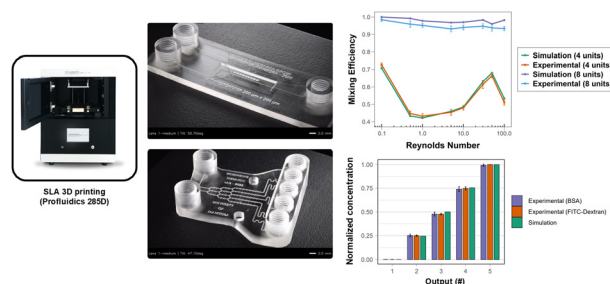 SLA 3D printing
(Profluidics 285D)
Mixing Efficiency
1.0
0.9
0.8
0.7
0.6
0.5
0.4
0.1
1.0
10.0
100.0
Reynolds Number
Simulation (4 units)
Experimental (4 units)
Simulation (8 units)
Experimental (8 units)
Normalized concentration
1.00
0.75
0.50
0.25
0.00
1
2
3
4
5
Output (#)
Experimental (BSA)
Experimental (FITC-Dextran)
Simulation